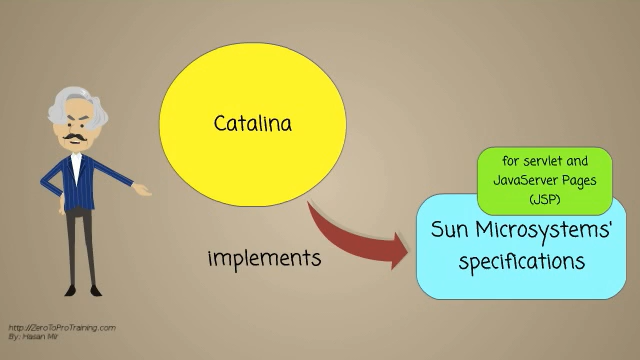 Catalina
for servlet and
JavaServer Pages
(JSP)
Sun Microsystems'
specifications
implements
http://ZeroToProTraining.com
By: Hasan Mir